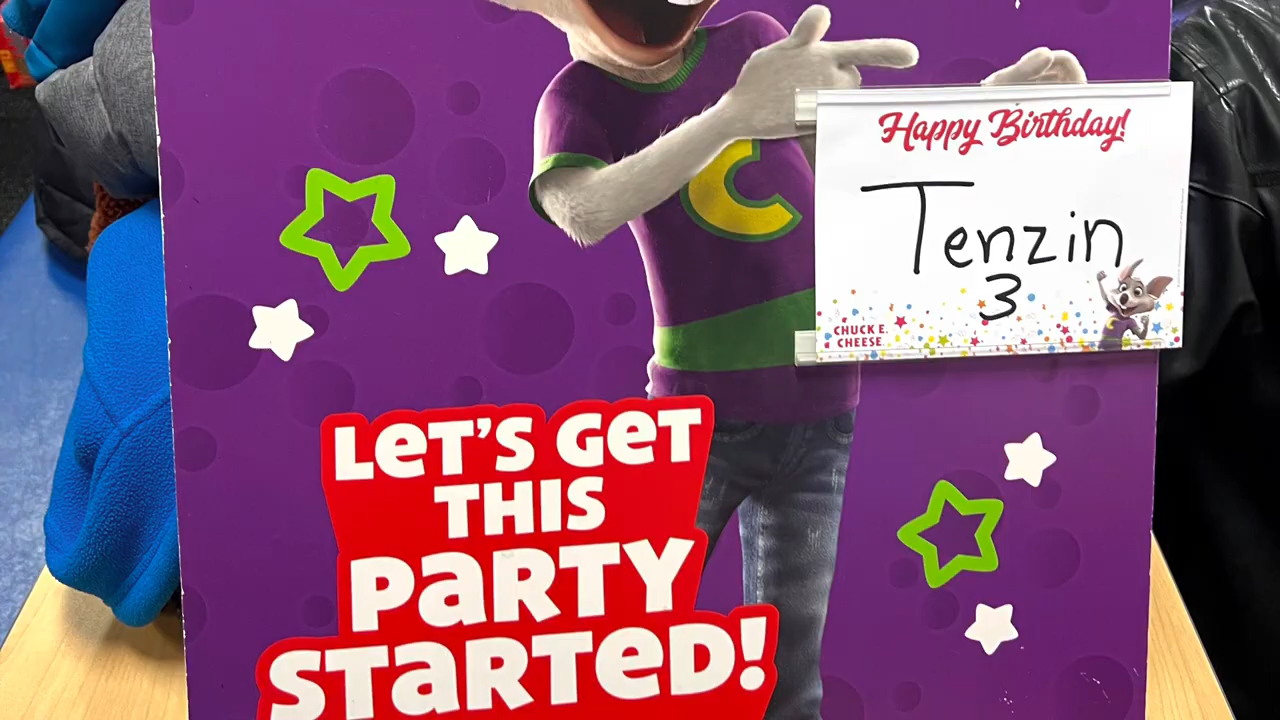 Happy Birthday!
Tenzin
3
CHUCK E.
CHEESE
C
LET'S GET
THIS
PARTY
STARTED!